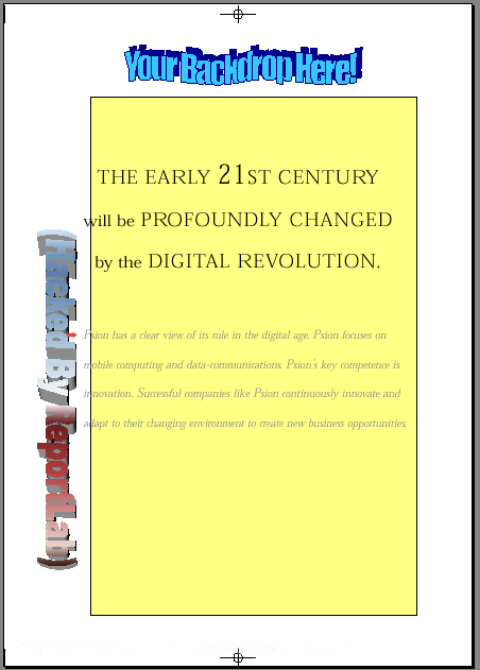 Your Backdrop Here!
THE EARLY 21ST CENTURY
will be PROFOUNDLY CHANGED
by the DIGITAL REVOLUTION.
(Hacked By ReportLab)
Psion has a clear view of its role in the digital age. Psion focuses on
mobile computing and data-communications. Psion's key competence is
innovation. Successful companies like Psion continuously innovate and
adapt to their changing environment to create new business opportunities.